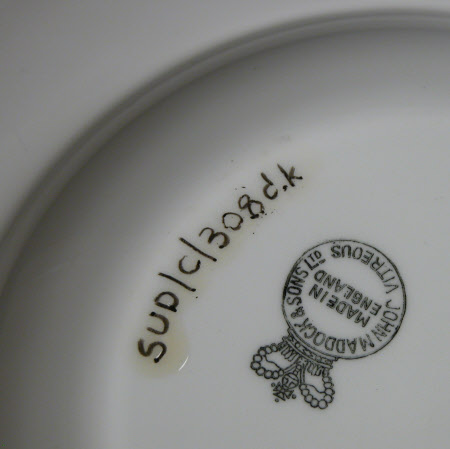 SUD/C/308d.k
JOHN MADDOCK & SONS LTD
VITREOUS
MADE IN
ENGLAND